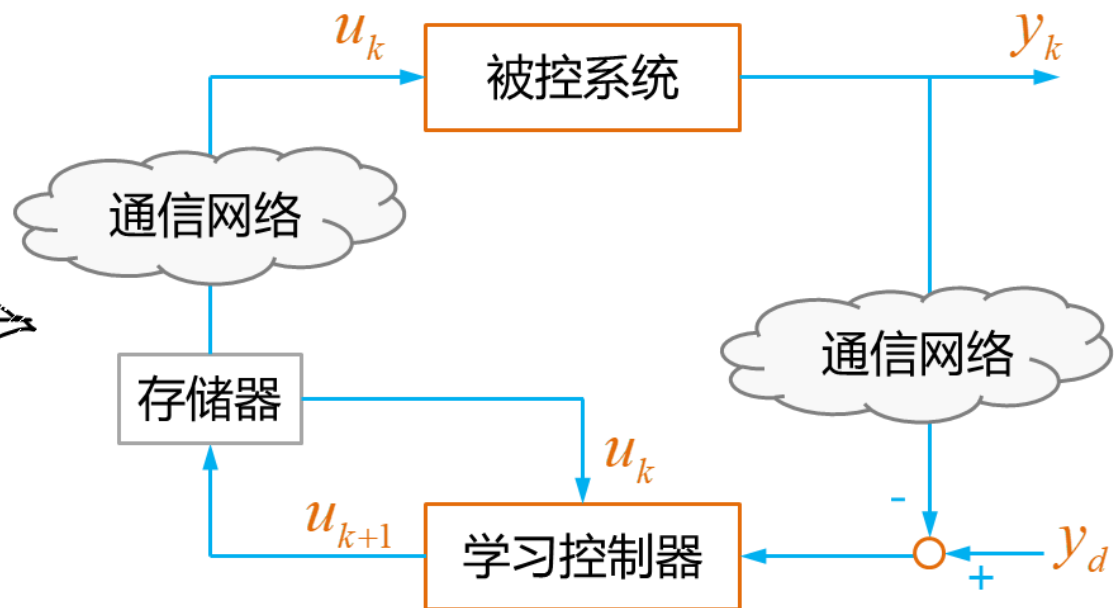 u_k
被控系统
y_k
通信网络
通信网络
存储器
u_k
u_{k+1}
学习控制器
-
+
y_d